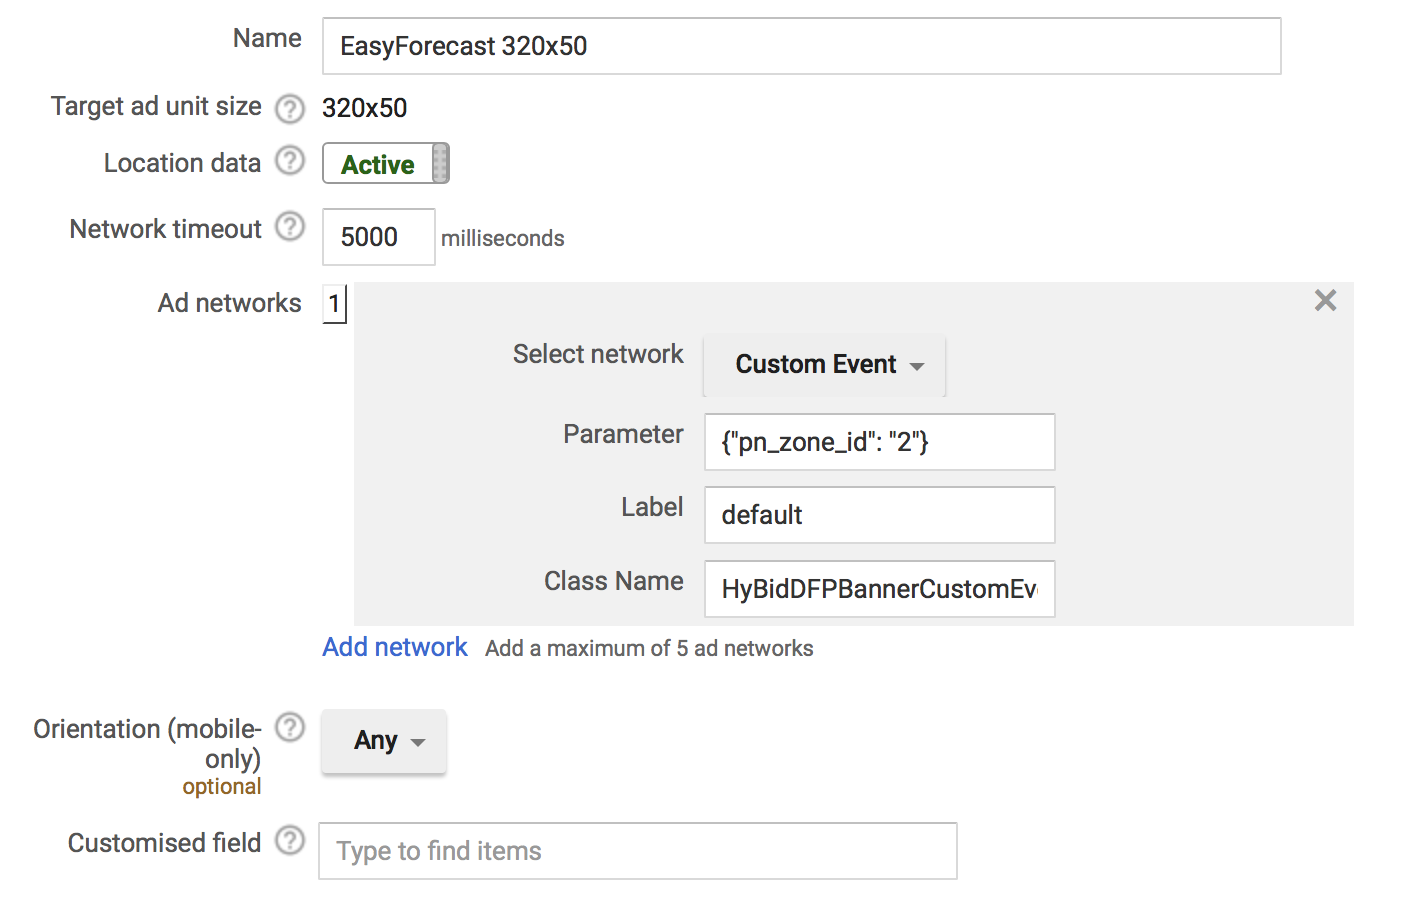 Name
EasyForecast 320x50
Target ad unit size ? 320x50
Location data ? Active
Network timeout ? 5000 milliseconds
Ad networks 1
Select network Custom Event
Parameter {"pn_zone_id": "2"}
Label default
Class Name HyBidDFPBannerCustomEv
Add network Add a maximum of 5 ad networks
Orientation (mobile- ? Any
only)
optional
Customised field ? Type to find items